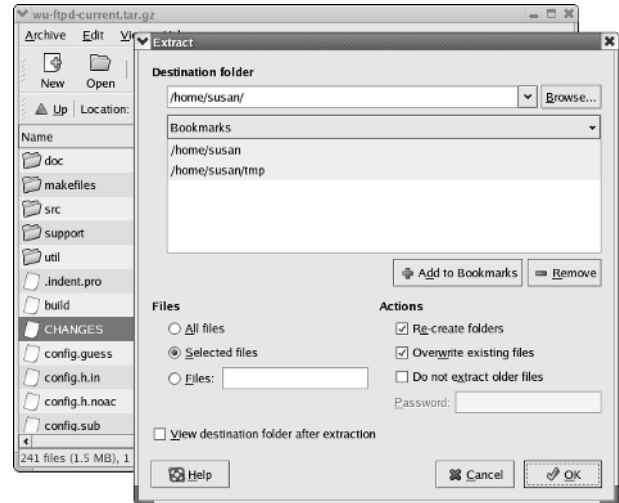 wu-ftpd-current.tar.gz
Archive Edit
New Open
Up Location:
Name
doc
makefiles
src
support
util
.indent.pro
build
CHANGES
config.guess
config.h.in
config.h.noac
config.sub
241 files (1.5 MB), 1
Extract
Destination folder
/home/susan/ Browse...
Bookmarks
/home/susan
/home/susan/tmp
Add to Bookmarks Remove
Files Actions
All files Re-create folders
Selected files Overwrite existing files
Files: Do not extract older files
Password:
View destination folder after extraction
Help Cancel OK